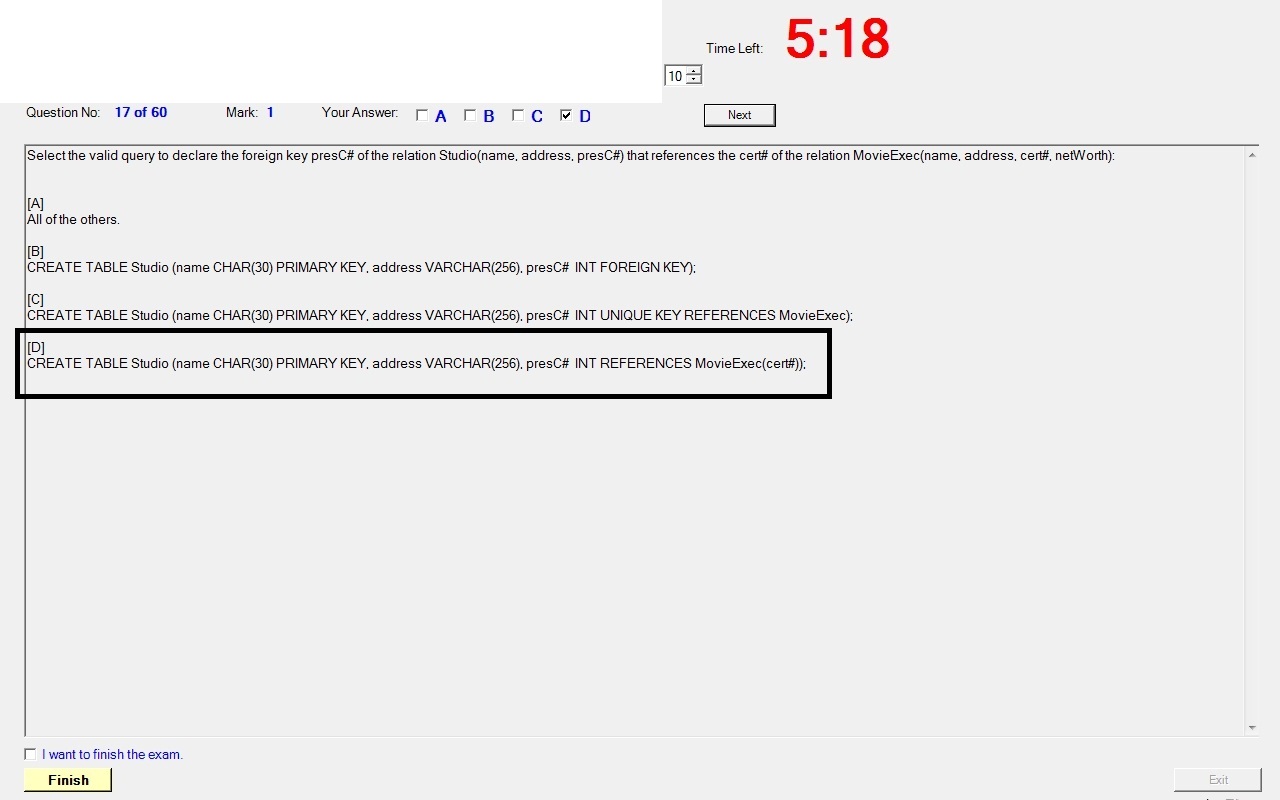 Time Left: 5:18
10
Question No: 17 of 60 Mark: 1 Your Answer: A B C D Next
Select the valid query to declare the foreign key presC# of the relation Studio(name, address, presC#) that references the cert# of the relation MovieExec(name, address, cert#, netWorth):
[A]
All of the others.
[B]
CREATE TABLE Studio (name CHAR(30) PRIMARY KEY, address VARCHAR(256), presC#  INT FOREIGN KEY);
[C]
CREATE TABLE Studio (name CHAR(30) PRIMARY KEY, address VARCHAR(256), presC#  INT UNIQUE KEY REFERENCES MovieExec);
[D]
CREATE TABLE Studio (name CHAR(30) PRIMARY KEY, address VARCHAR(256), presC#  INT REFERENCES MovieExec(cert#));
I want to finish the exam.
Finish Exit